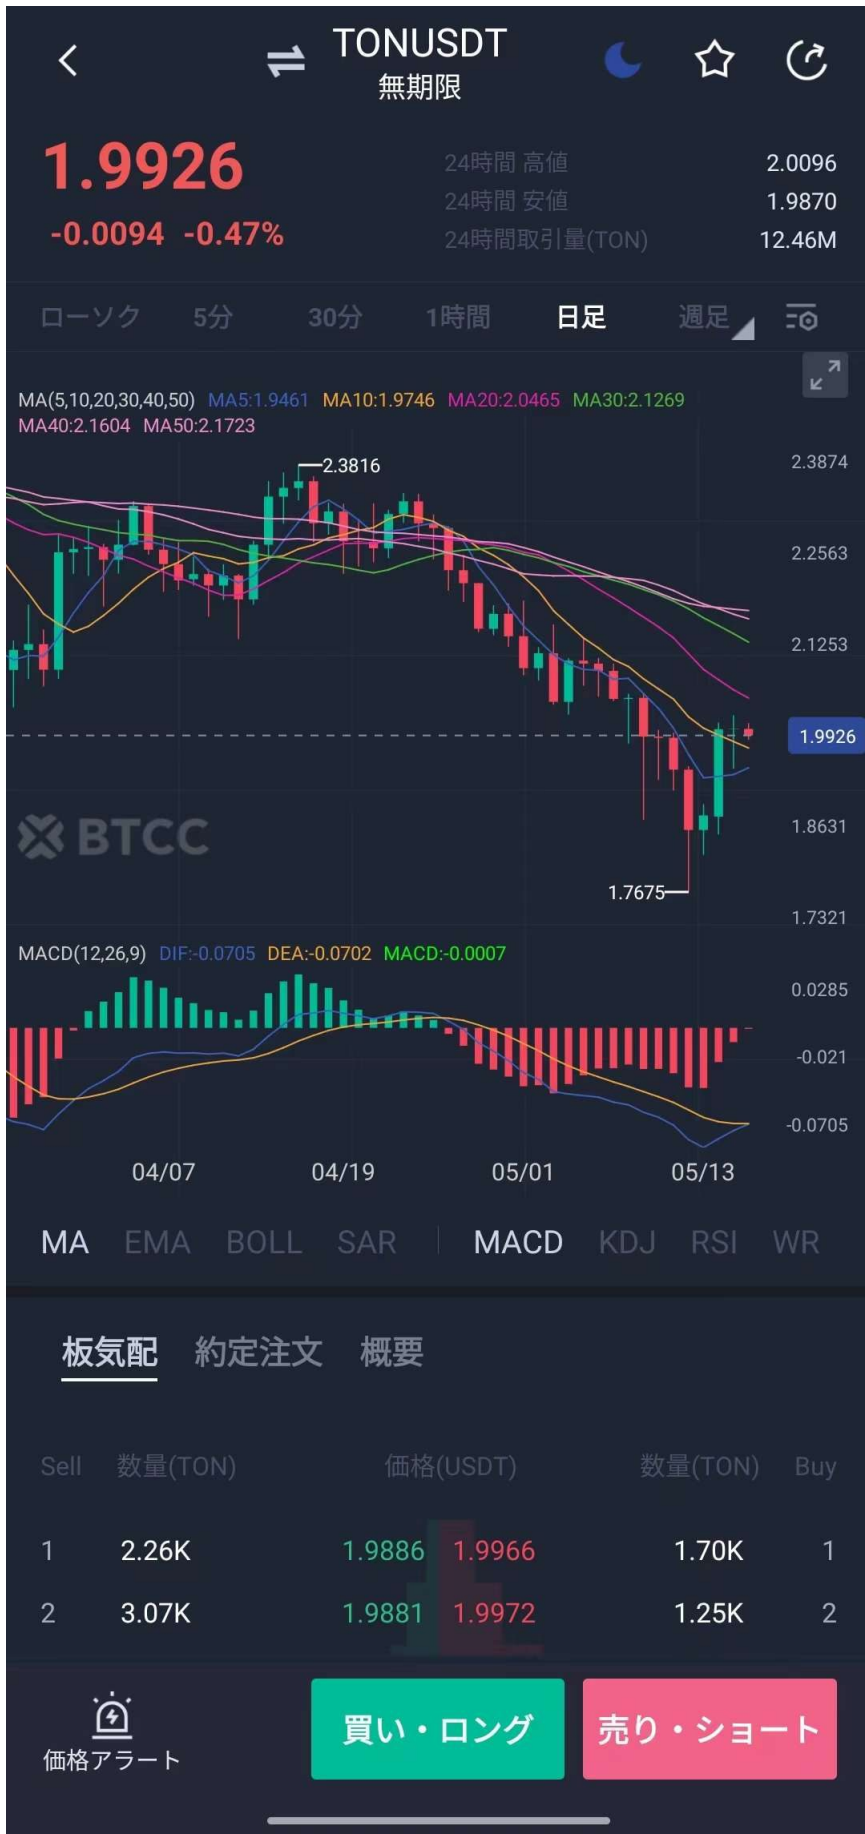 TONUSDT
無期限
1.9926
-0.0094 -0.47%
24時間 高値 2.0096
24時間 安値 1.9870
24時間取引量(TON) 12.46M
ローソク 5分 30分 1時間 日足 週足
MA(5,10,20,30,40,50) MA5:1.9461 MA10:1.9746 MA20:2.0465 MA30:2.1269
MA40:2.1604 MA50:2.1723
2.3816
2.3874
2.2563
2.1253
1.9926
BTCC
1.8631
1.7675
1.7321
MACD(12,26,9) DIF:-0.0705 DEA:-0.0702 MACD:-0.0007
0.0285
-0.021
-0.0705
04/07 04/19 05/01 05/13
MA EMA BOLL SAR MACD KDJ RSI WR
板気配 約定注文 概要
Sell 数量(TON) 価格(USDT) 数量(TON) Buy
1 2.26K 1.9886 1.9966 1.70K 1
2 3.07K 1.9881 1.9972 1.25K 2
価格アラート
買い・ロング
売り・ショート